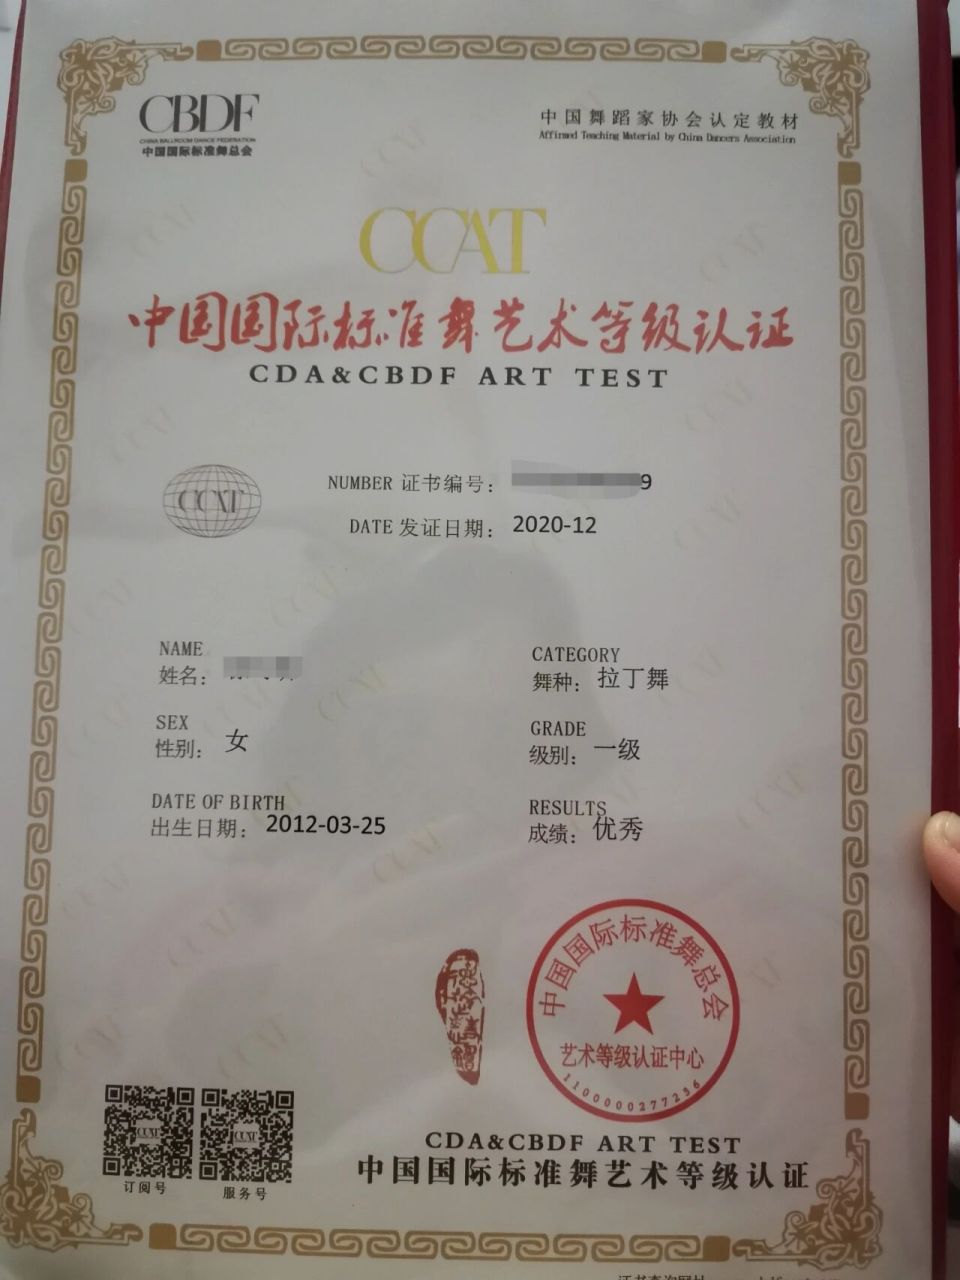 CBDF
CHINA BALLROOM DANCE FEDERATION
中国国际标准舞总会
中国舞蹈家协会认定教材
Affirmed Teaching Material by China Dancers Association
CCAT
中国国际标准舞艺术等级认证
CDA&CBDF ART TEST
CCAT
NUMBER 证书编号： 9
DATE 发证日期： 2020-12
NAME
姓名：
CATEGORY
舞种： 拉丁舞
SEX
性别： 女
GRADE
级别： 一级
DATE OF BIRTH
出生日期： 2012-03-25
RESULTS
成绩： 优秀
中国国际标准舞总会
艺术等级认证中心
1100000277236
CCAT
CCAT
订阅号
服务号
CDA&CBDF ART TEST
中国国际标准舞艺术等级认证